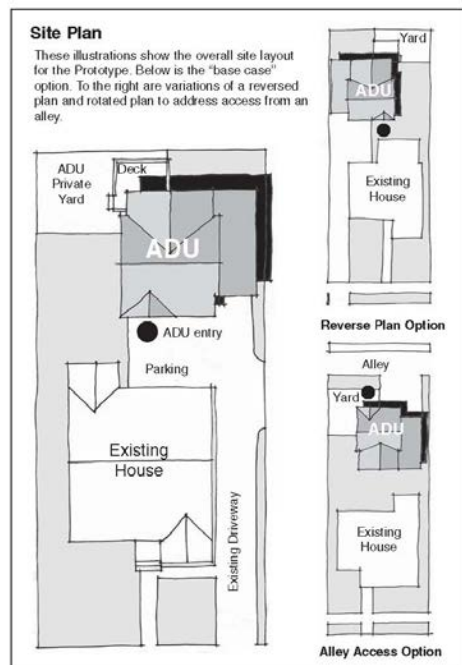 Site Plan
These illustrations show the overall site layout
for the Prototype. Below is the “base case”
option. To the right are variations of a reversed
plan and rotated plan to address access from an
alley.
ADU
Private
Yard
Deck
ADU
ADU entry
Parking
Existing
House
Existing Driveway
Yard
ADU
Existing
House
Reverse Plan Option
Alley
Yard
ADU
Existing
House
Alley Access Option